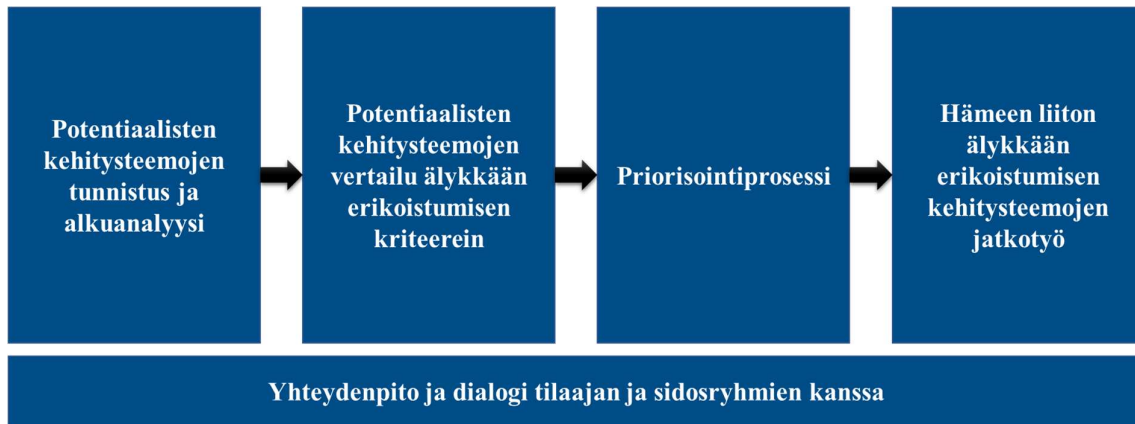 Potentiaalisten
kehitysteemojen
tunnistus ja
alkuanalyysi
Potentiaalisten
kehitysteemojen
vertailu älykkään
erikoistumisen
kriteerein
Priorisointiprosessi
Hämeen liiton
älykkään
erikoistumisen
kehitysteemojen
jatkotyö
Yhteydenpito ja dialogi tilaajan ja sidosryhmien kanssa